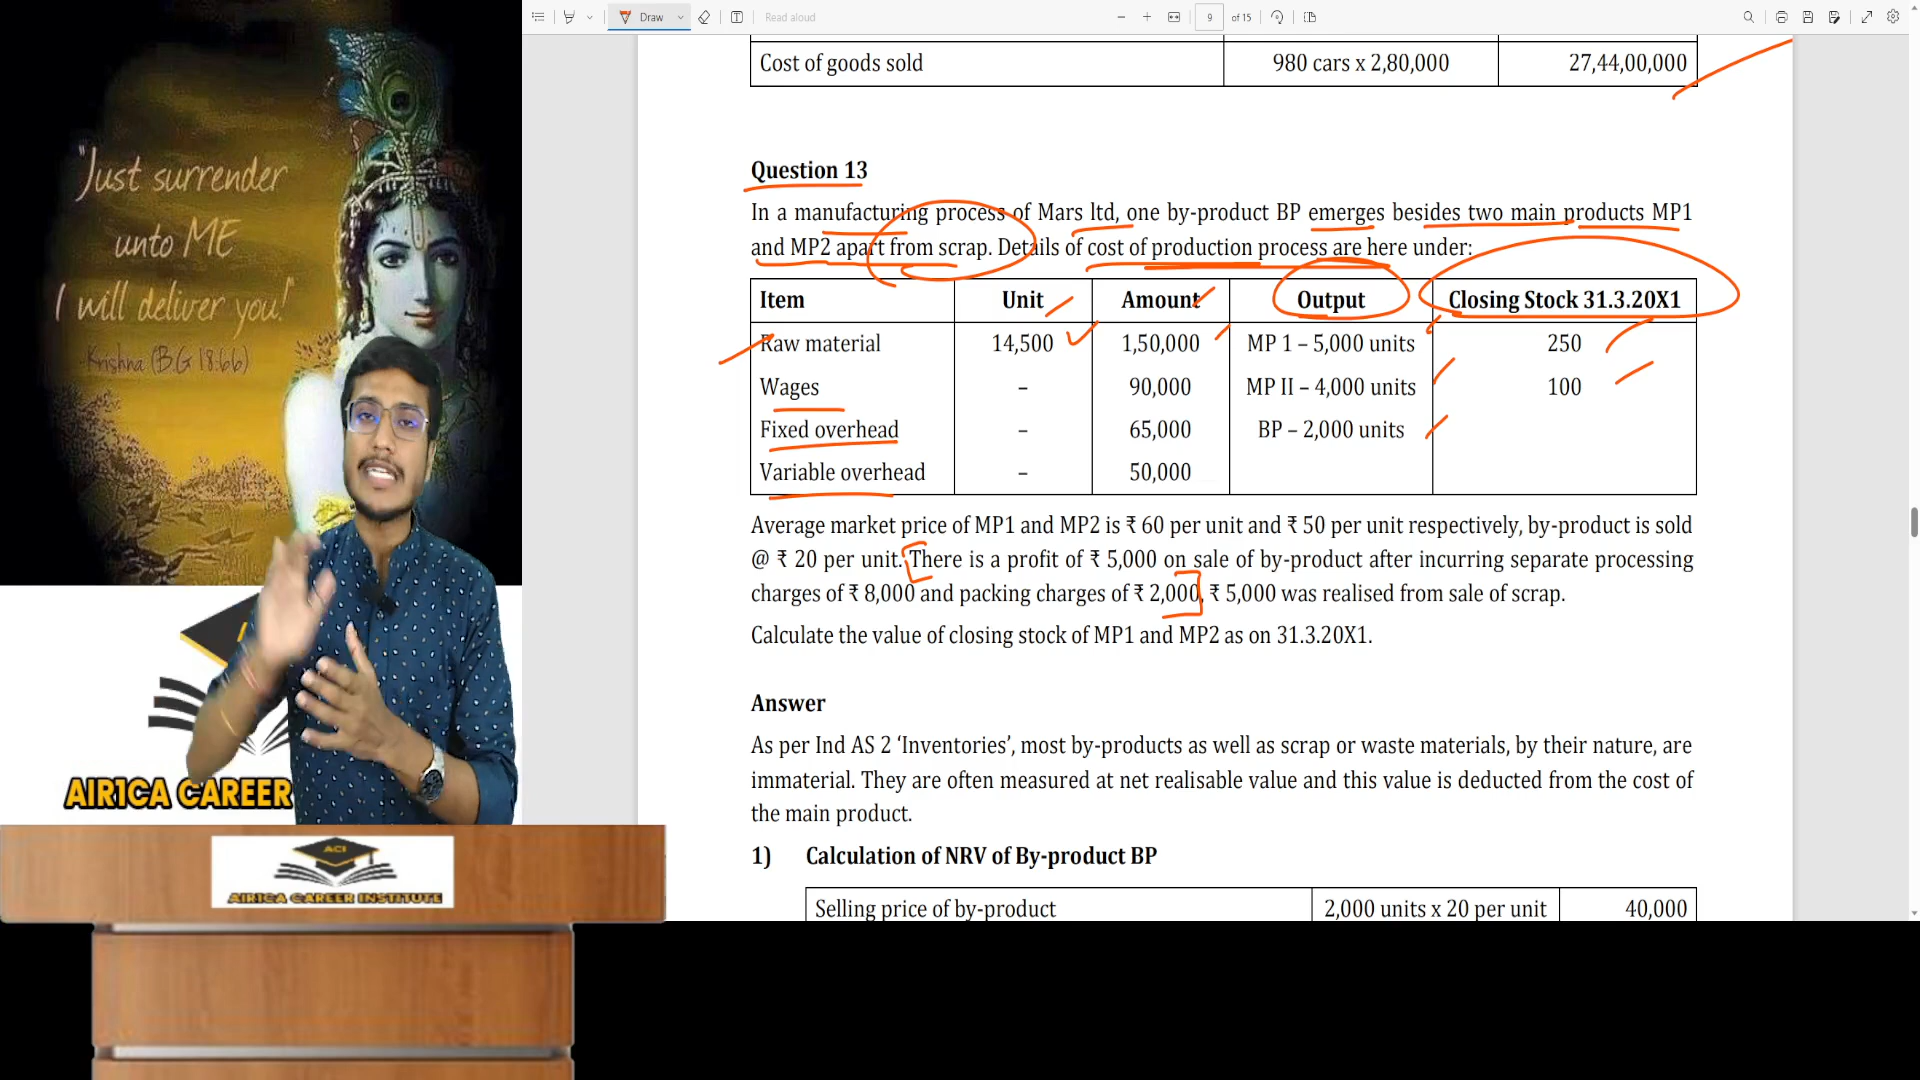 "Just surrender
unto ME
I will deliver you!"
-Krishna (B.G 18.66)
AIR1CA CAREER
ACI
AIR1CA CAREER INSTITUTE
Draw
Read aloud
9
of 15
Cost of goods sold 980 cars x 2,80,000 27,44,00,000
Question 13
In a manufacturing process of Mars ltd, one by-product BP emerges besides two main products MP1
and MP2 apart from scrap. Details of cost of production process are here under:
Item Unit Amount Output Closing Stock 31.3.20X1
Raw material 14,500 1,50,000 MP 1 – 5,000 units 250
Wages – 90,000 MP II – 4,000 units 100
Fixed overhead – 65,000 BP – 2,000 units
Variable overhead – 50,000
Average market price of MP1 and MP2 is ₹ 60 per unit and ₹ 50 per unit respectively, by-product is sold
@ ₹ 20 per unit. There is a profit of ₹ 5,000 on sale of by-product after incurring separate processing
charges of ₹ 8,000 and packing charges of ₹ 2,000, ₹ 5,000 was realised from sale of scrap.
Calculate the value of closing stock of MP1 and MP2 as on 31.3.20X1.
Answer
As per Ind AS 2 ‘Inventories’, most by-products as well as scrap or waste materials, by their nature, are
immaterial. They are often measured at net realisable value and this value is deducted from the cost of
the main product.
1) Calculation of NRV of By-product BP
Selling price of by-product 2,000 units x 20 per unit 40,000